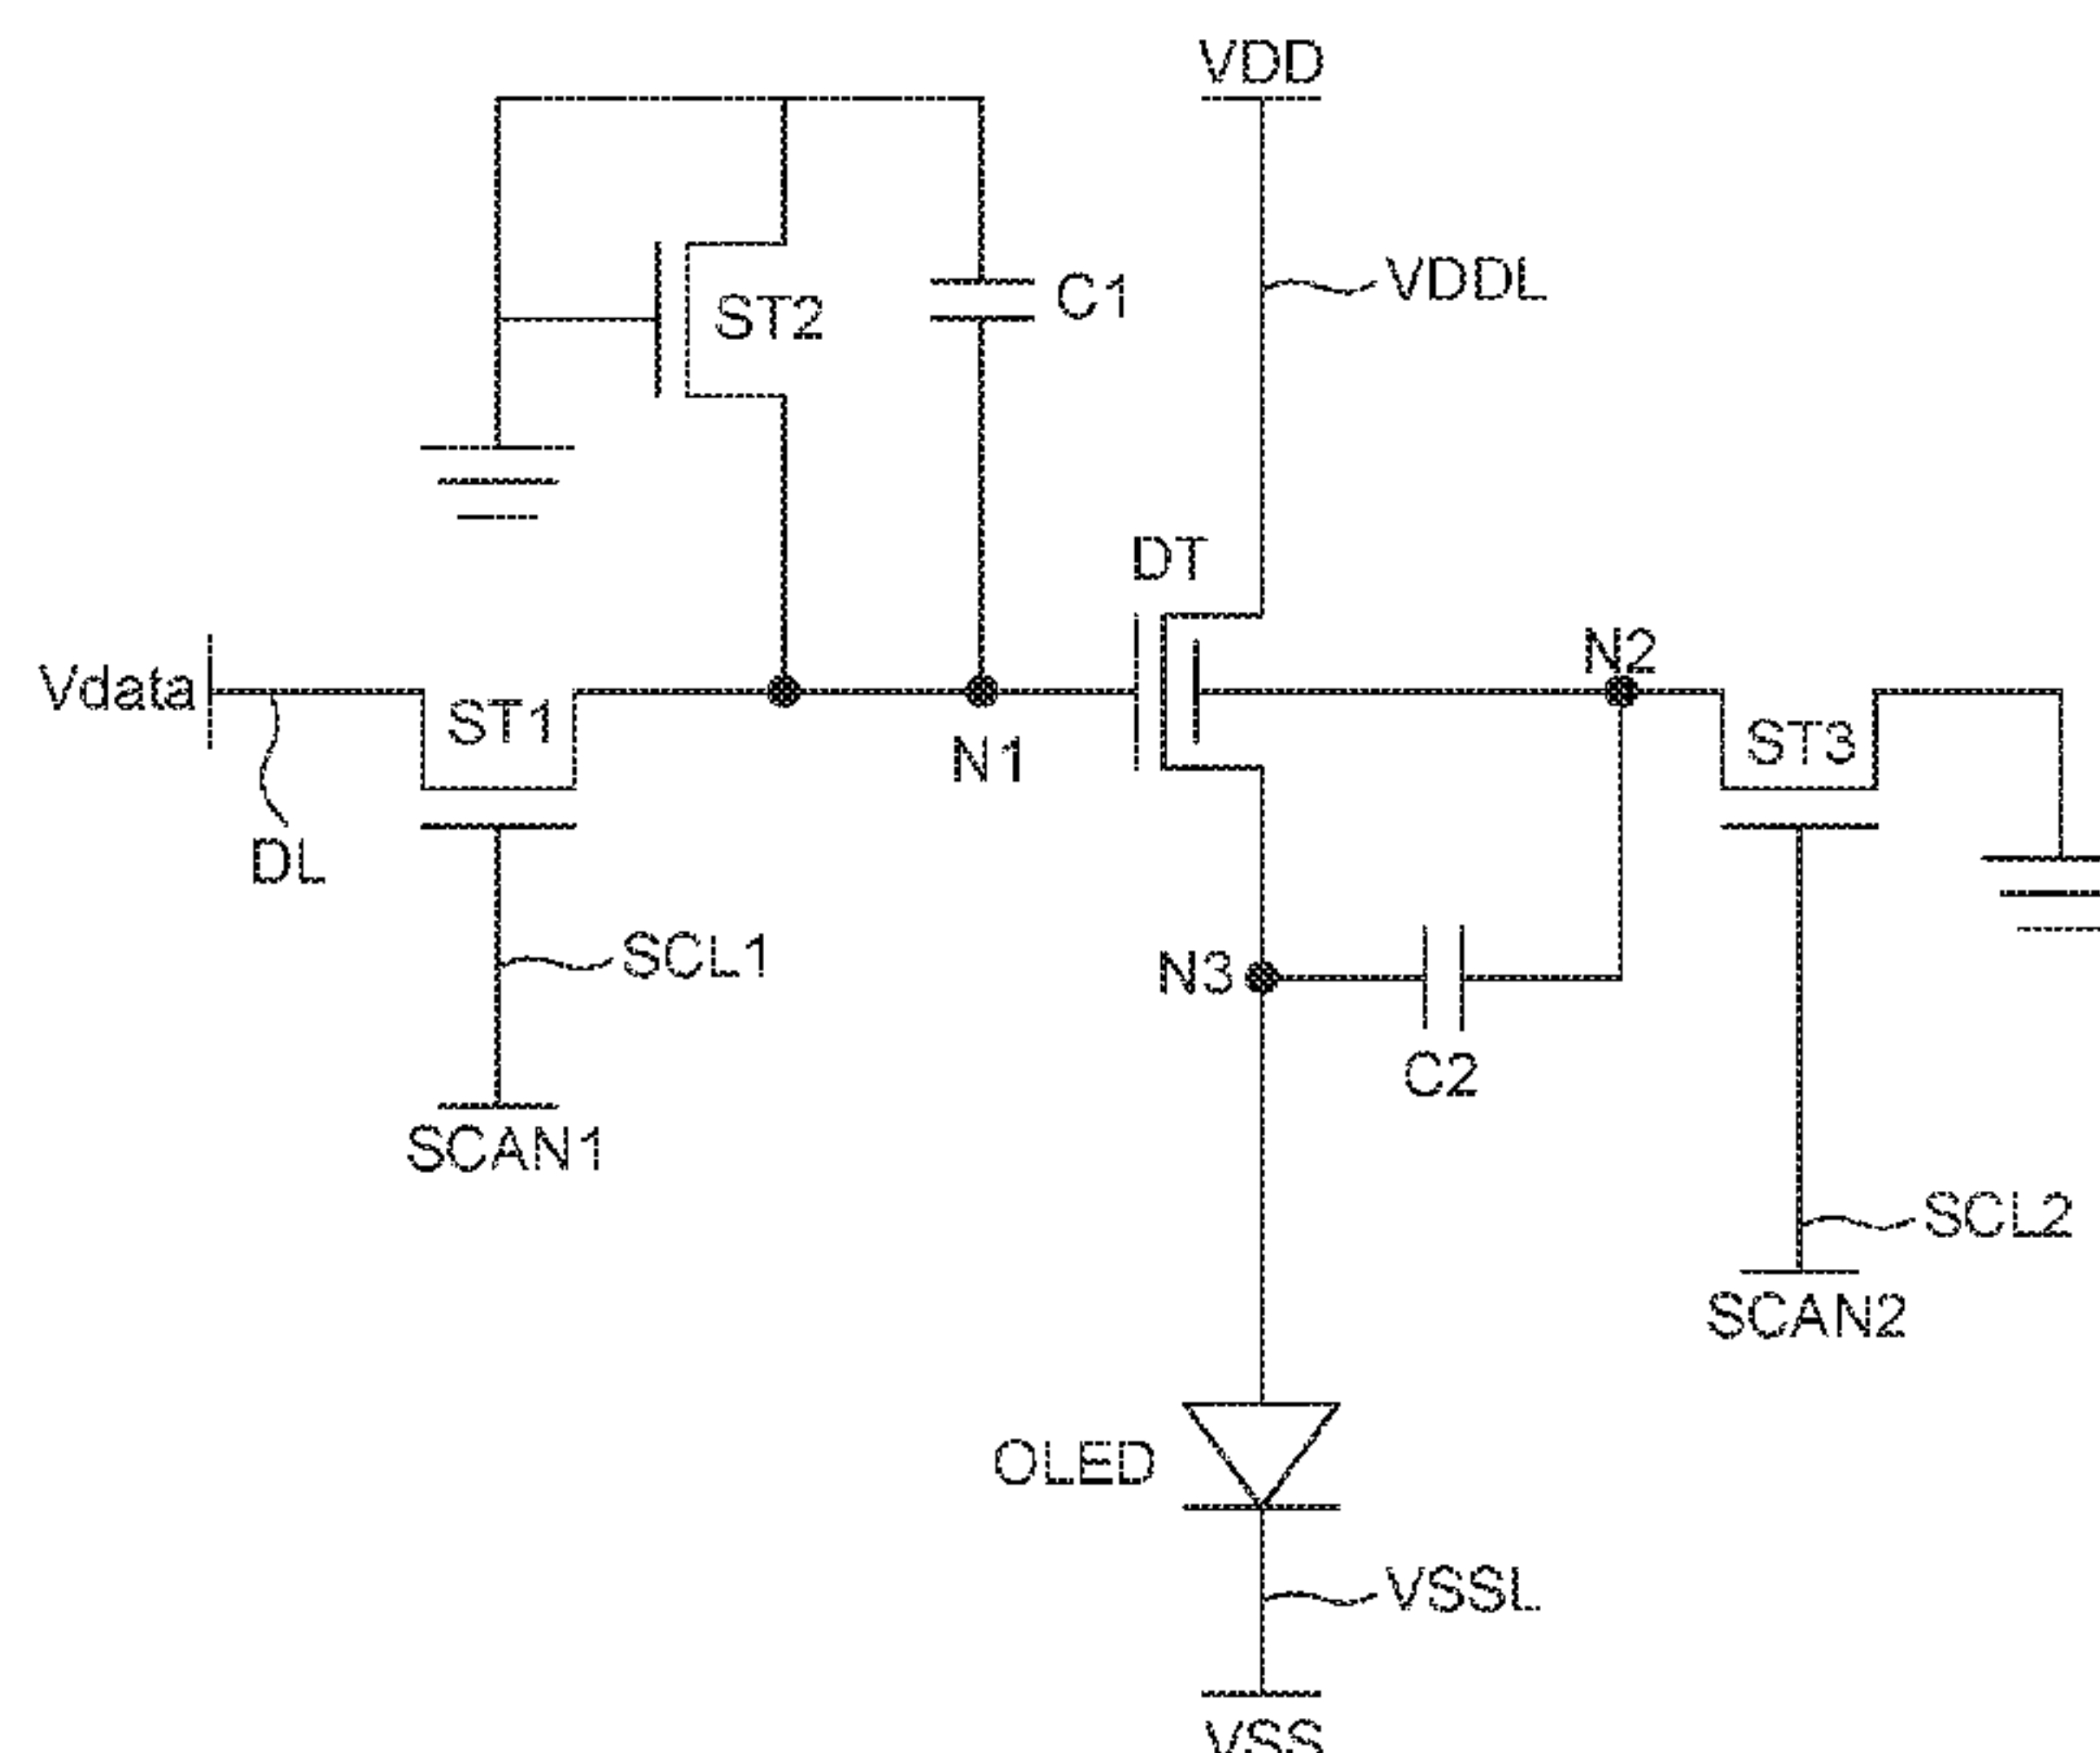 VDD
VDDL
ST2
C1
DT
N2
Vdata
ST1
N1
ST3
DL
SCL1
N3
C2
SCAN1
SCL2
SCAN2
OLED
VSSL
VSS